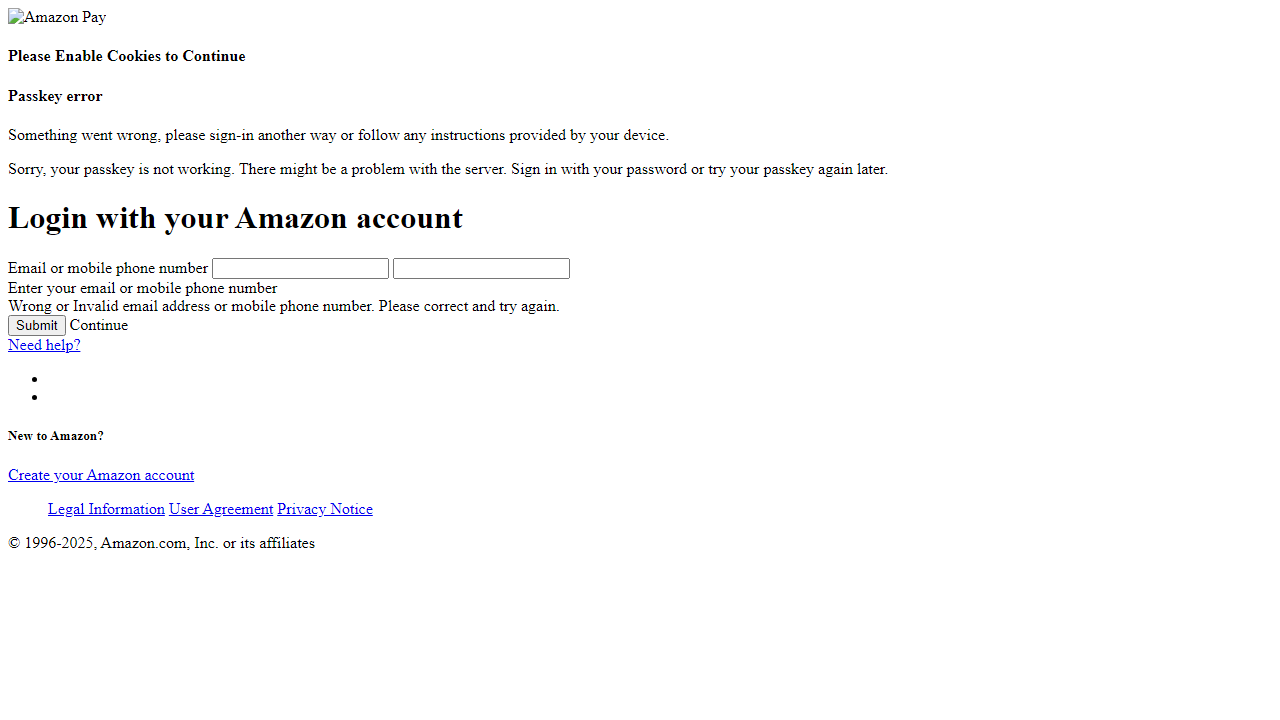 Amazon Pay
Please Enable Cookies to Continue
Passkey error
Something went wrong, please sign-in another way or follow any instructions provided by your device.
Sorry, your passkey is not working. There might be a problem with the server. Sign in with your password or try your passkey again later.
Login with your Amazon account
Email or mobile phone number
Enter your email or mobile phone number
Wrong or Invalid email address or mobile phone number. Please correct and try again.
Submit Continue
Need help?
New to Amazon?
Create your Amazon account
Legal Information User Agreement Privacy Notice
© 1996-2025, Amazon.com, Inc. or its affiliates